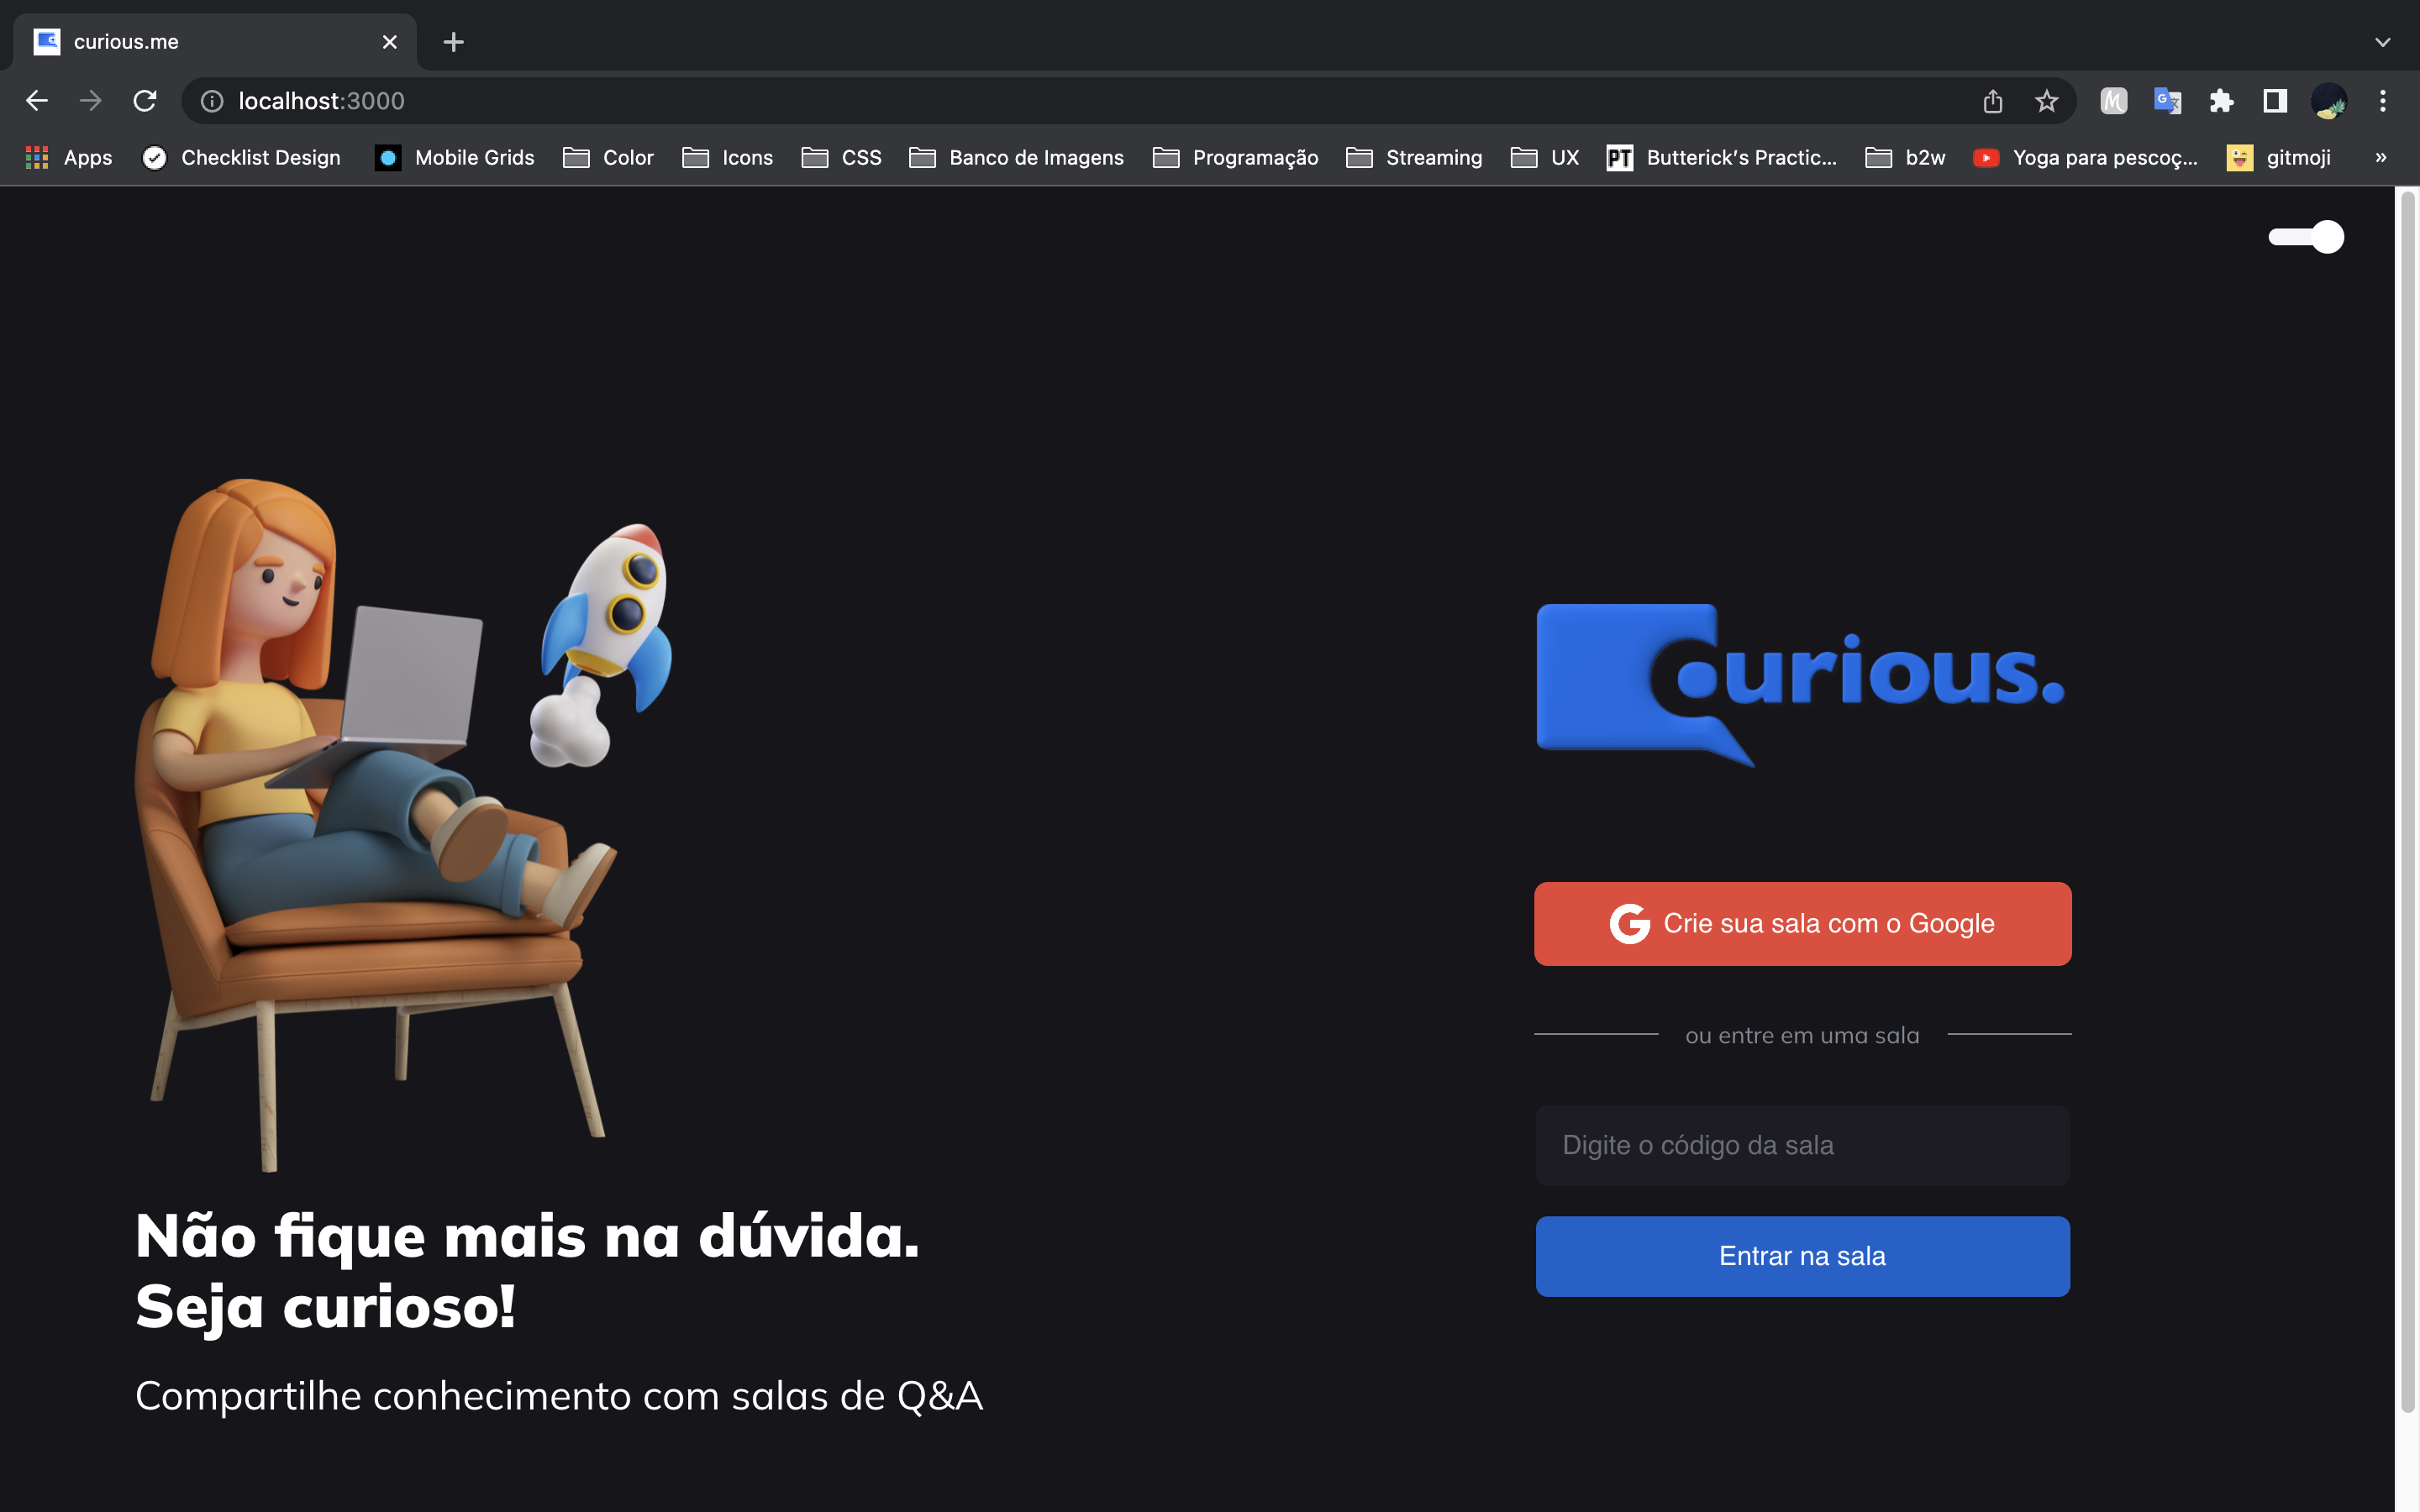 curious.me
localhost:3000
Apps
Checklist Design
Mobile Grids
Color
Icons
CSS
Banco de Imagens
Programação
Streaming
UX
PT
Butterick’s Practic...
b2w
Yoga para pescoç...
gitmoji
»
curious.
Crie sua sala com o Google
ou entre em uma sala
Digite o código da sala
Entrar na sala
Não fique mais na dúvida.
Seja curioso!
Compartilhe conhecimento com salas de Q&A